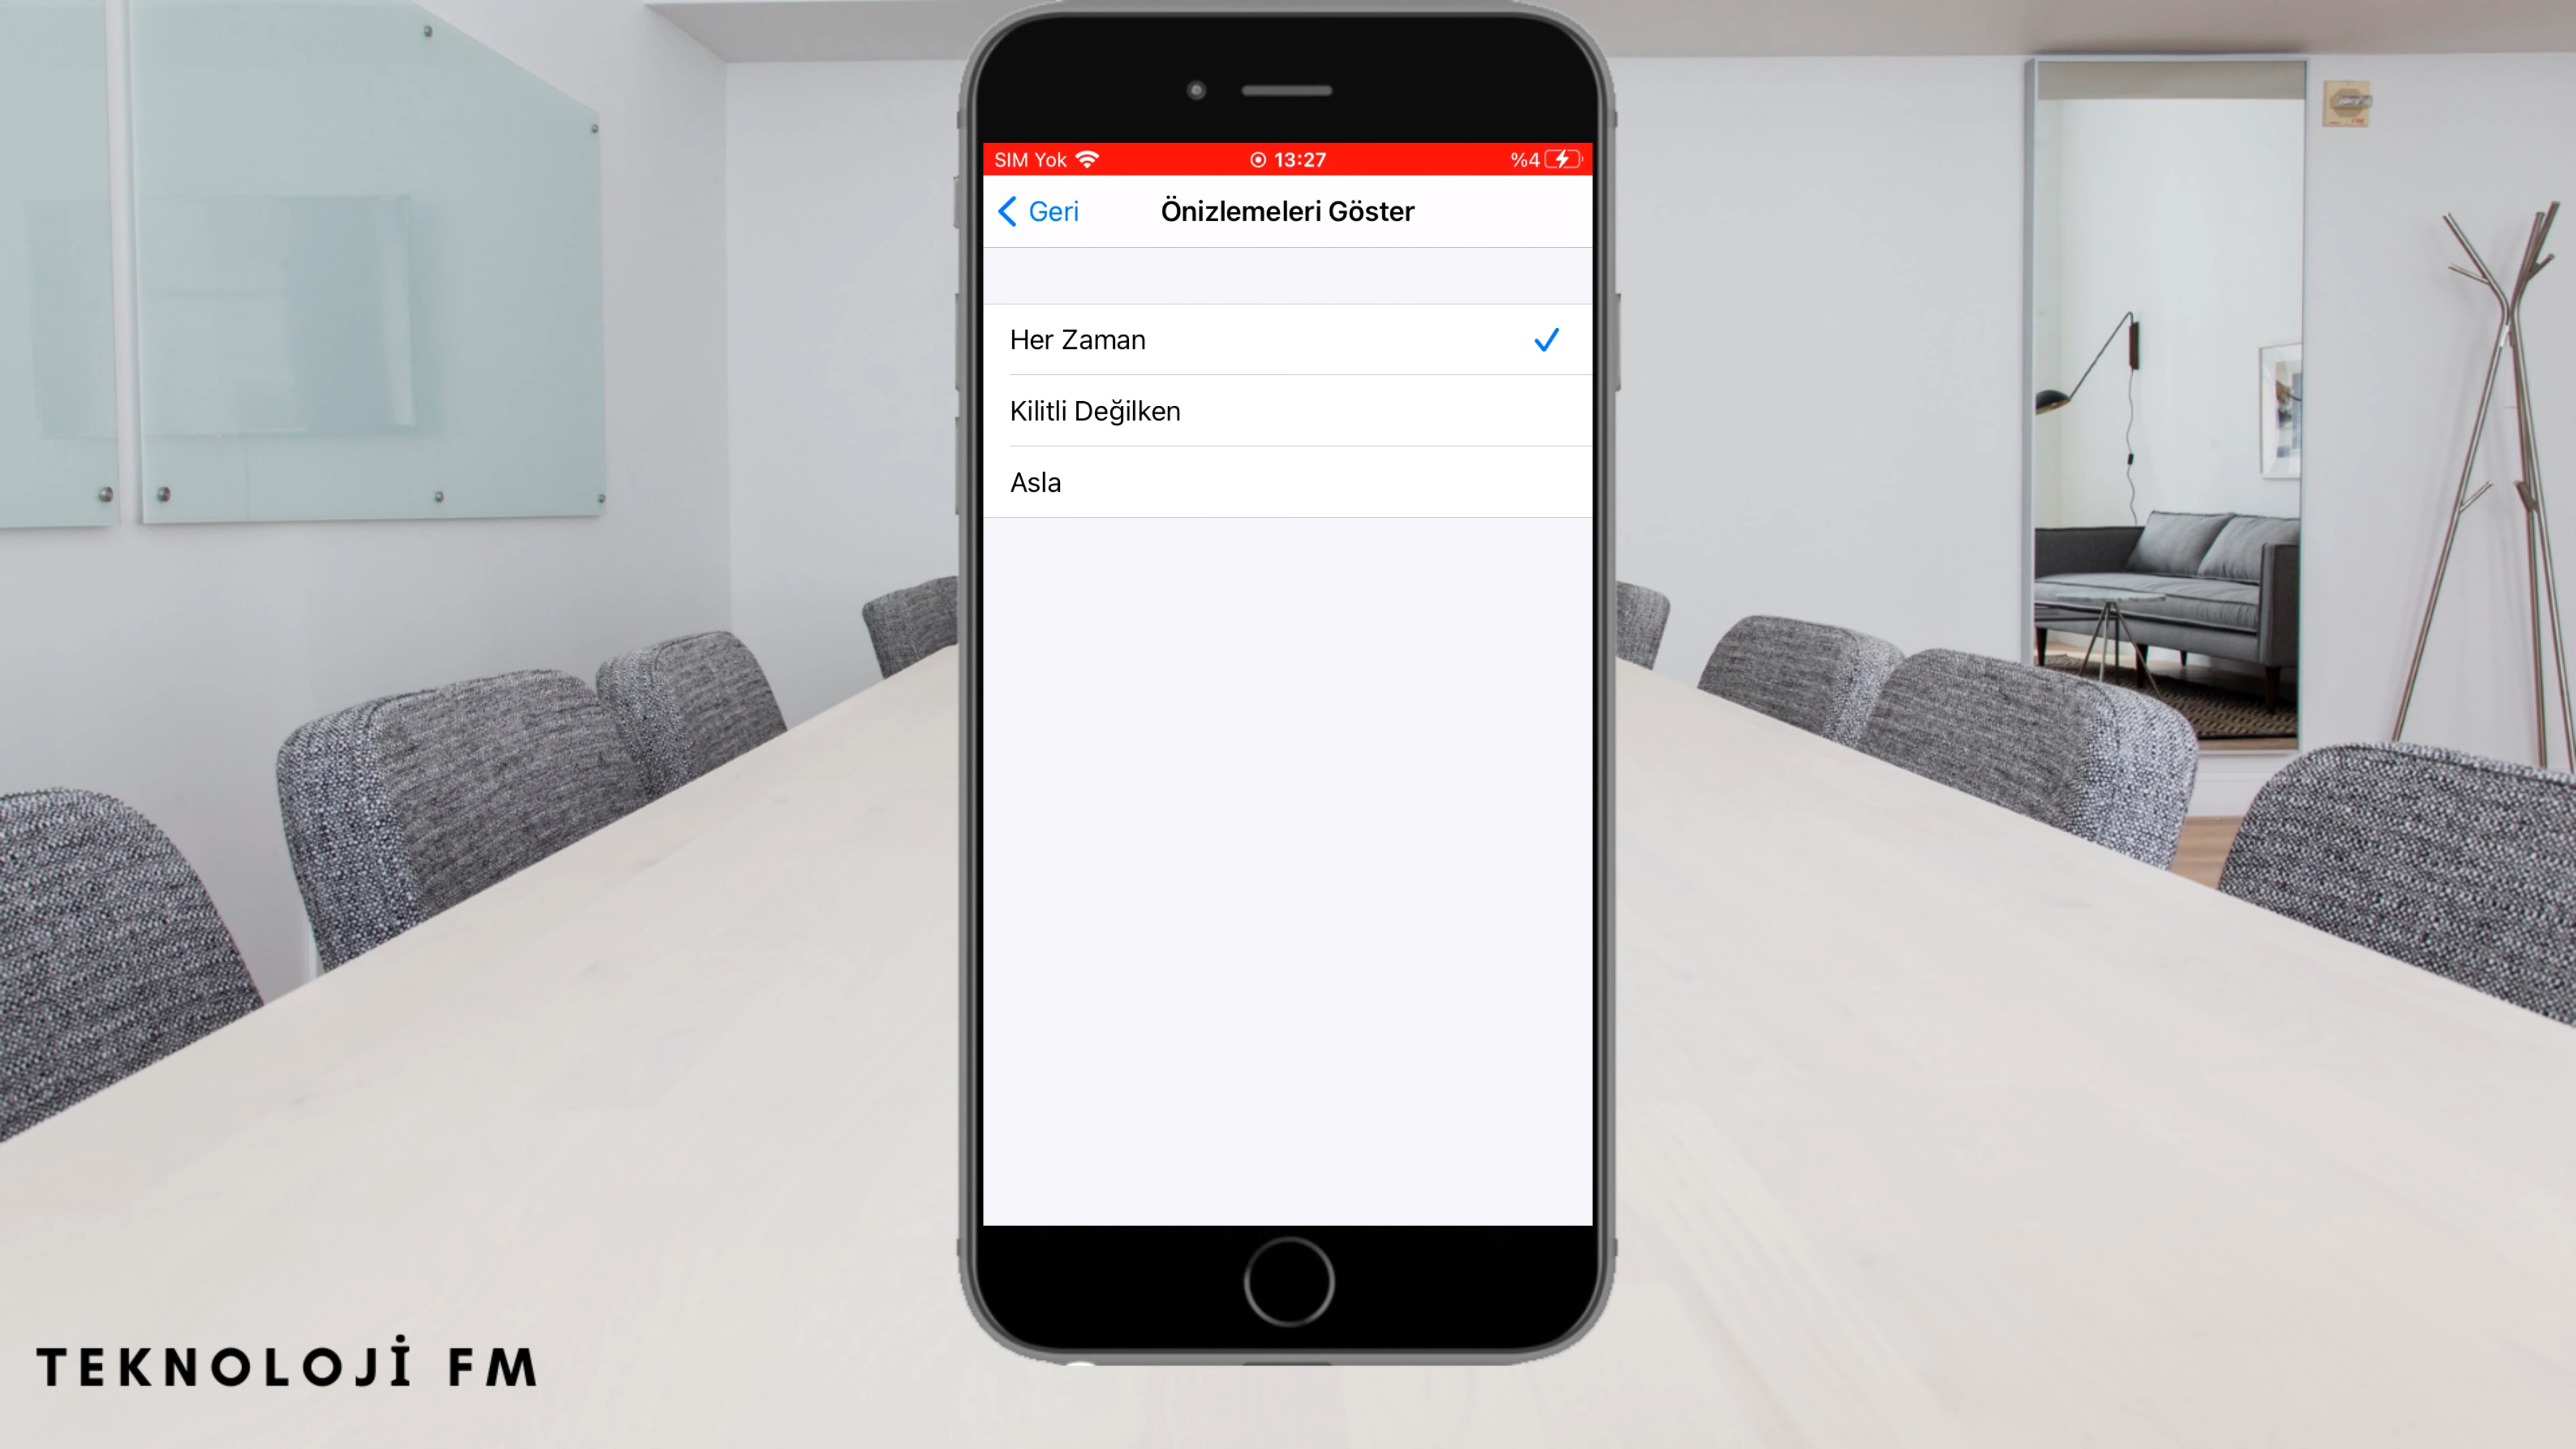 SIM Yok 13:27 %4
Geri Önizlemeleri Göster
Her Zaman
Kilitli Değilken
Asla
TEKNOLOJİ FM